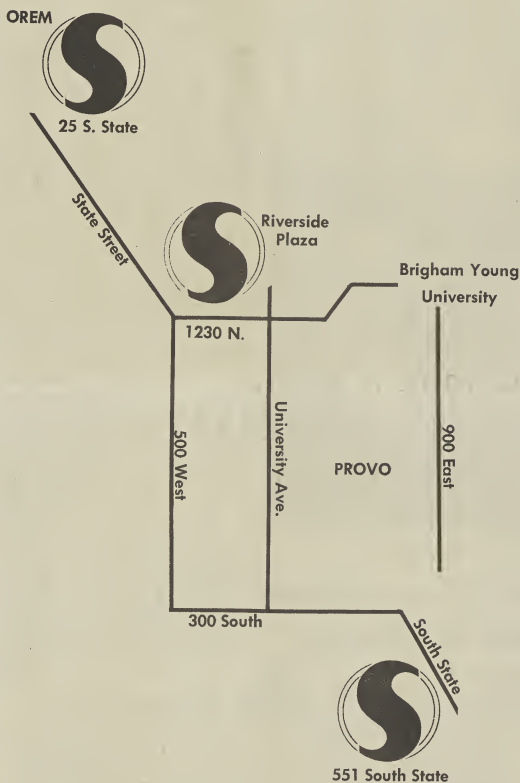 OREM
25 S. State
State Street
Riverside
Plaza
Brigham Young
University
1230 N.
500 West
University Ave.
PROVO
900 East
300 South
South State
551 South State